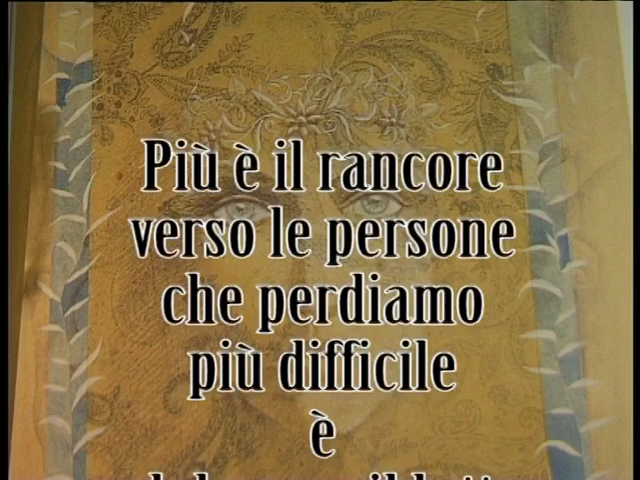 Più è il rancore
verso le persone
che perdiamo
più difficile
è